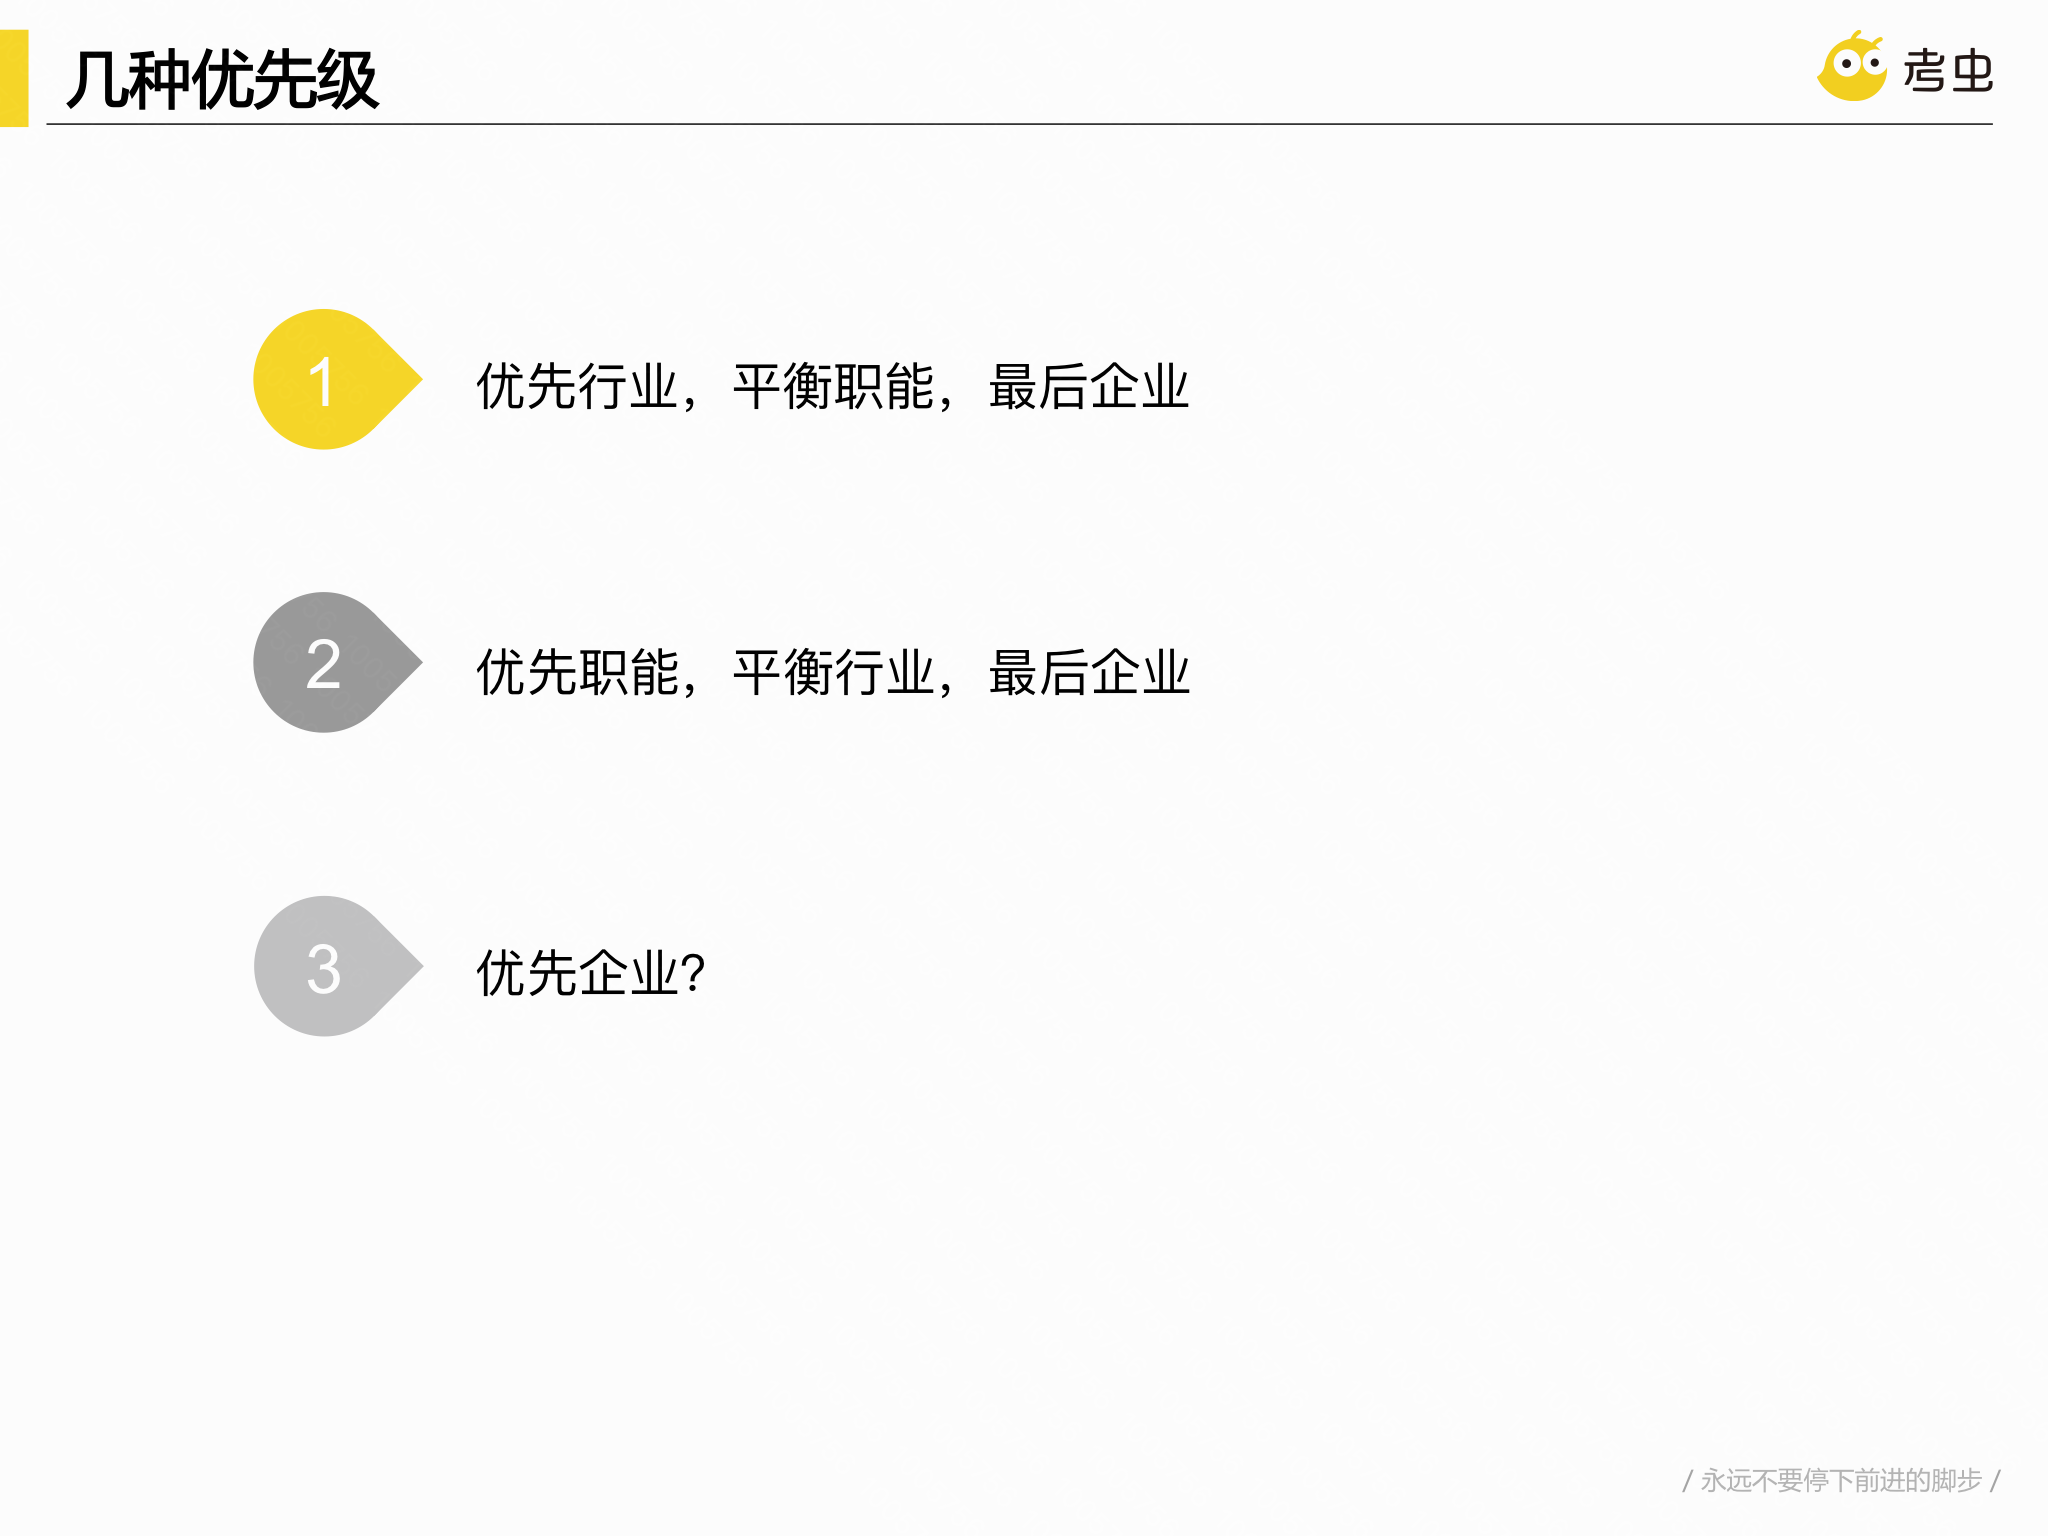 几种优先级
考虫
1
优先行业，平衡职能，最后企业
2
优先职能，平衡行业，最后企业
3
优先企业?
/ 永远不要停下前进的脚步 /